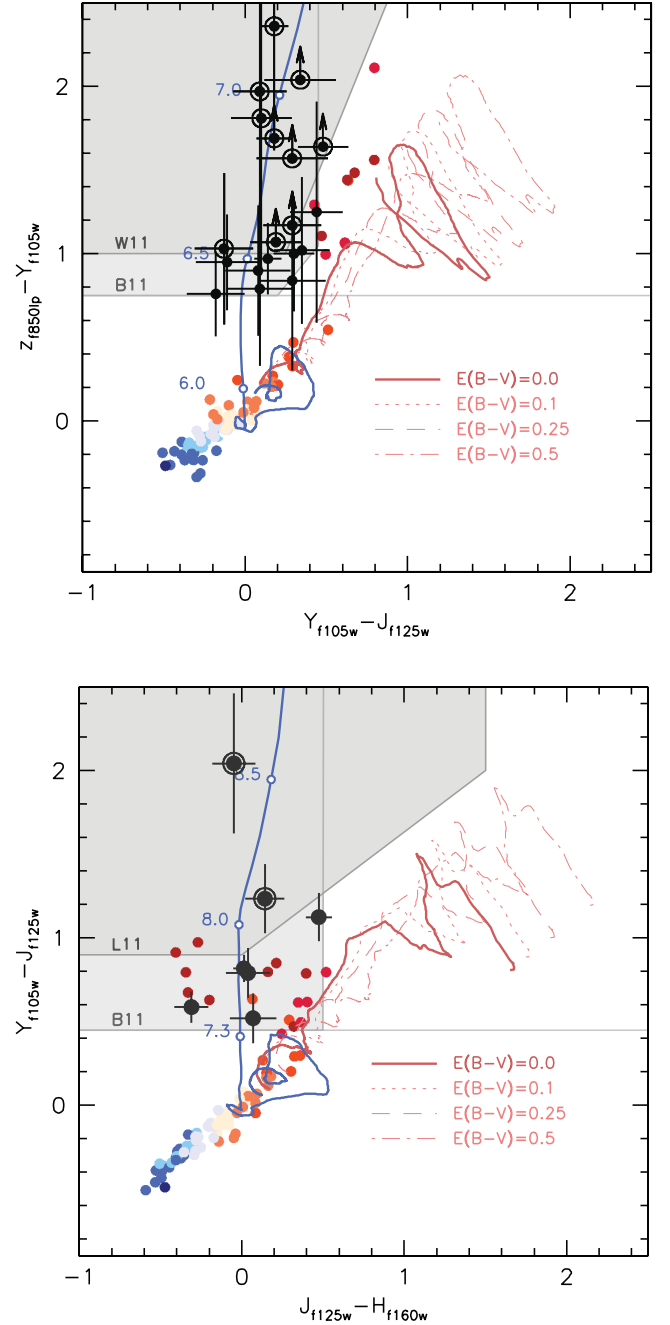 2
7.0
W11
6.5
1
B11
z_f850lp−Y_f105w
6.0
E(B−V)=0.0
E(B−V)=0.1
E(B−V)=0.25
E(B−V)=0.5
0
−1
0
1
2
Y_f105w−J_f125w
2
8.5
8.0
L11
1
Y_f105w−J_f125w
B11
7.3
E(B−V)=0.0
E(B−V)=0.1
E(B−V)=0.25
E(B−V)=0.5
0
−1
0
1
2
J_f125w−H_f160w